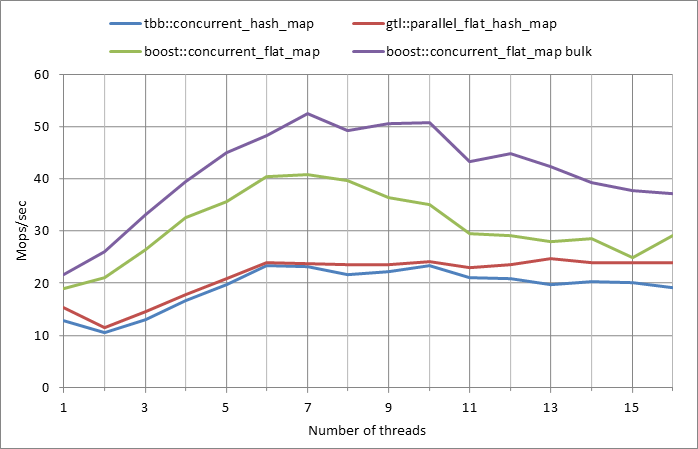 tbb::concurrent_hash_map gtl::parallel_flat_hash_map
boost::concurrent_flat_map boost::concurrent_flat_map bulk
60
50
40
30
20
10
0
Mops/sec
1 3 5 7 9 11 13 15
Number of threads